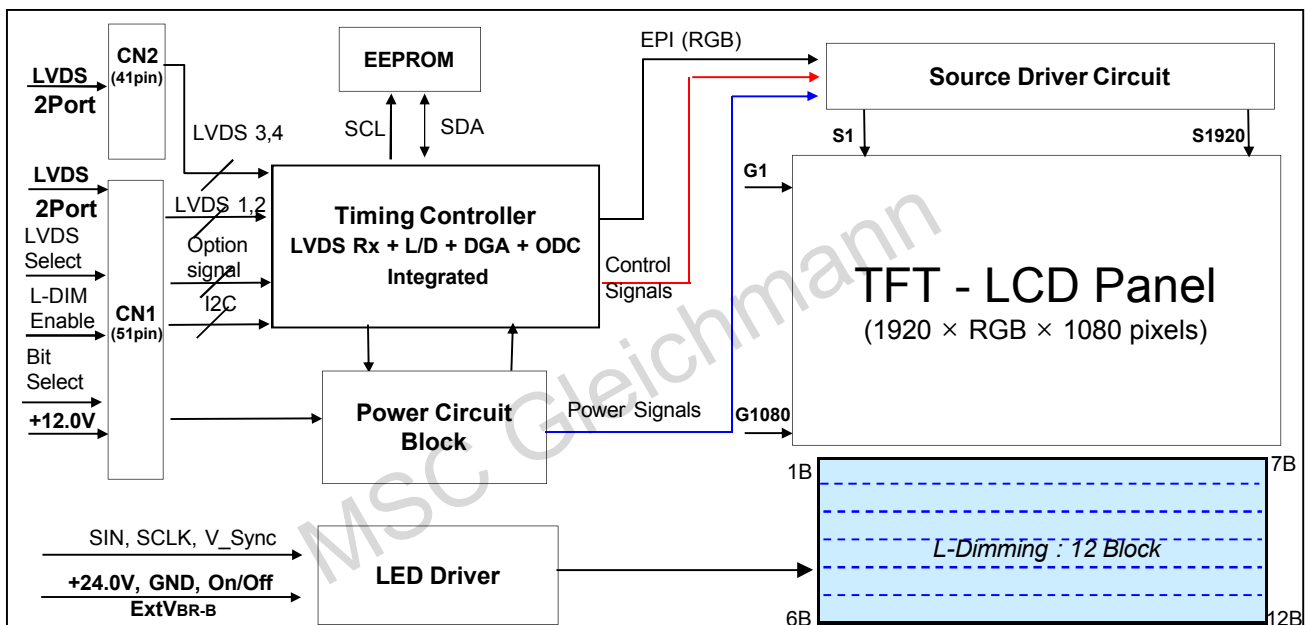 CN2
(41pin)
LVDS
2Port
EEPROM
SCL
SDA
EPI (RGB)
Source Driver Circuit
S1
S1920
LVDS 3,4
LVDS
2Port
LVDS 1,2
LVDS
Select
Option
signal
I2C
L-DIM
Enable
CN1
(51pin)
Bit
Select
+12.0V
Timing Controller
LVDS Rx + L/D + DGA + ODC
Integrated
Control
Signals
G1
TFT - LCD Panel
(1920 × RGB × 1080 pixels)
G1080
Power Circuit
Block
Power Signals
1B
7B
L-Dimming : 12 Block
6B
12B
SIN, SCLK, V_Sync
+24.0V, GND, On/Off
ExtVBR-B
LED Driver
MSC Gleichmann